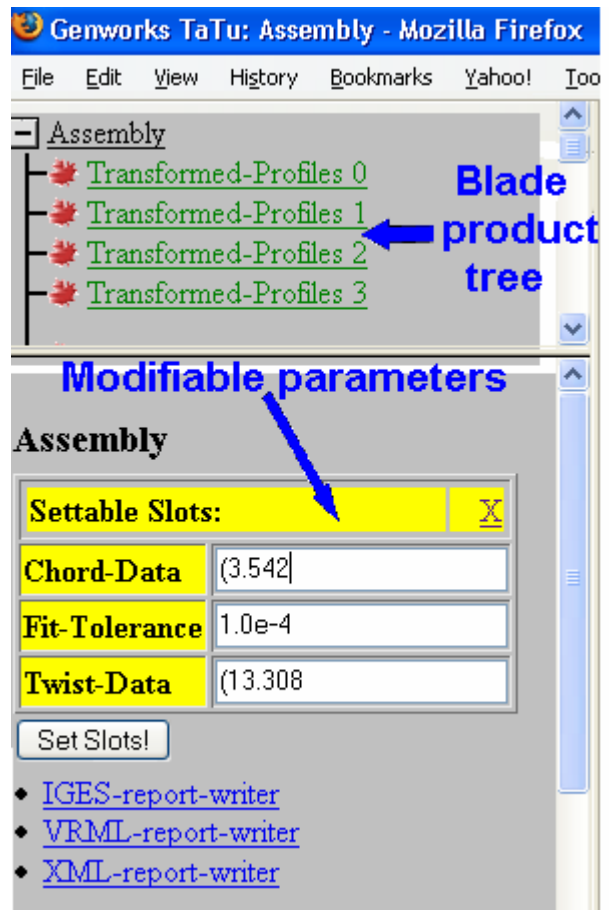 Genworks TaTu: Assembly - Mozilla Firefox
File Edit View History Bookmarks Yahoo! Too
Assembly
Transformed-Profiles 0
Transformed-Profiles 1
Transformed-Profiles 2
Transformed-Profiles 3
Blade
product
tree
Modifiable parameters
Assembly
Settable Slots: X
Chord-Data (3.542
Fit-Tolerance 1.0e-4
Twist-Data (13.308
Set Slots!
IGES-report-writer
VRML-report-writer
XML-report-writer